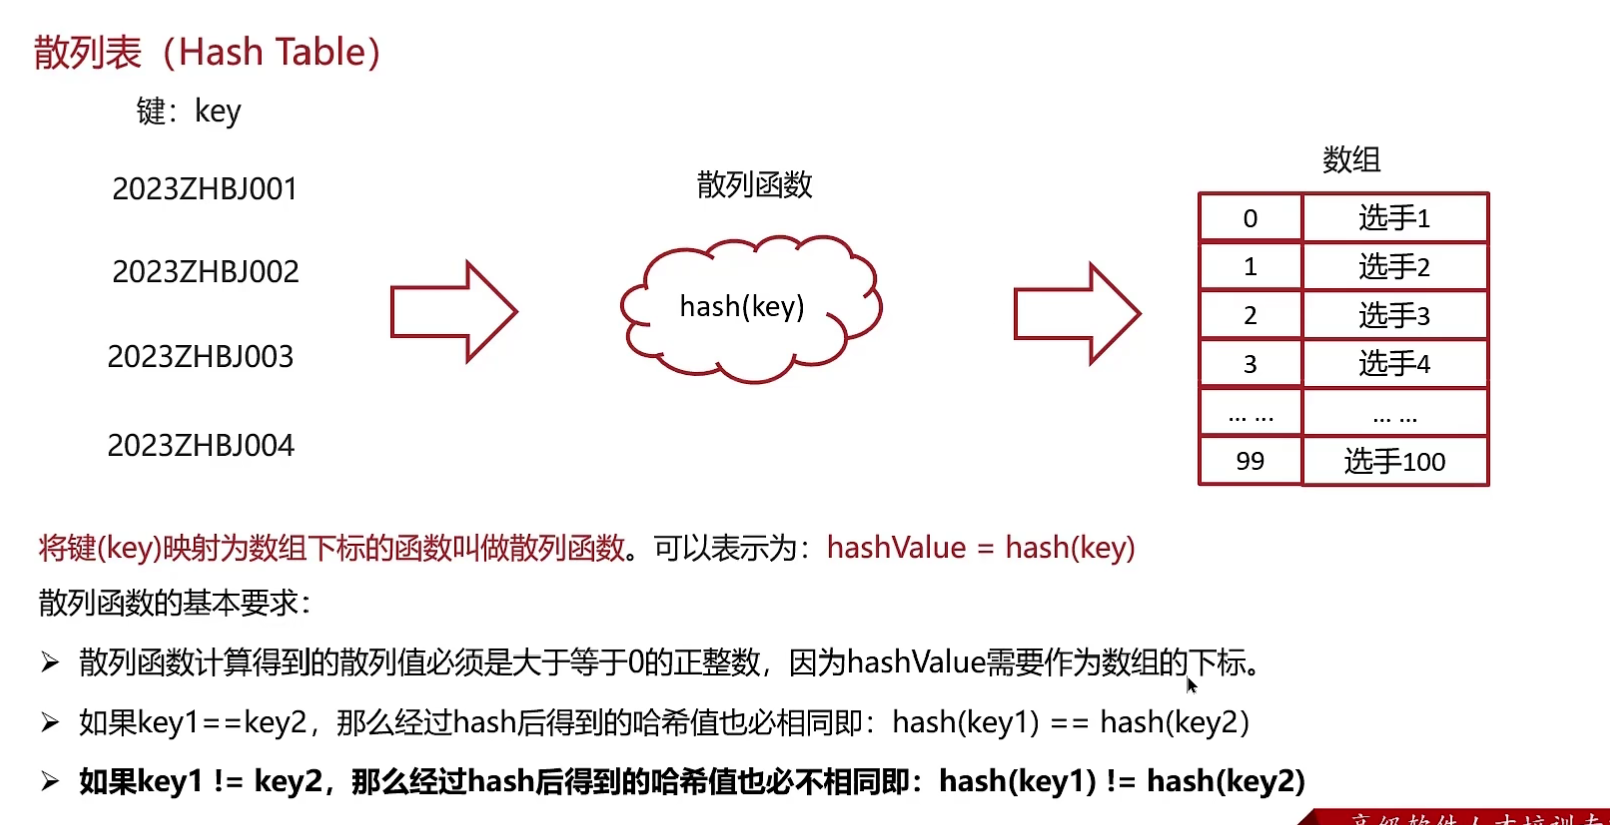 散列表（Hash Table）
键：key
2023ZHBJ001
2023ZHBJ002
2023ZHBJ003
2023ZHBJ004
散列函数
hash(key)
数组
0 选手1
1 选手2
2 选手3
3 选手4
... ... ... ...
99 选手100
将键(key)映射为数组下标的函数叫做散列函数。可以表示为：hashValue = hash(key)
散列函数的基本要求：
➢ 散列函数计算得到的散列值必须是大于等于0的正整数，因为hashValue需要作为数组的下标。
➢ 如果key1==key2，那么经过hash后得到的哈希值也必相同即：hash(key1) == hash(key2）
➢ 如果key1 != key2，那么经过hash后得到的哈希值也必不相同即：hash(key1) != hash(key2)
高级软件人才培训专